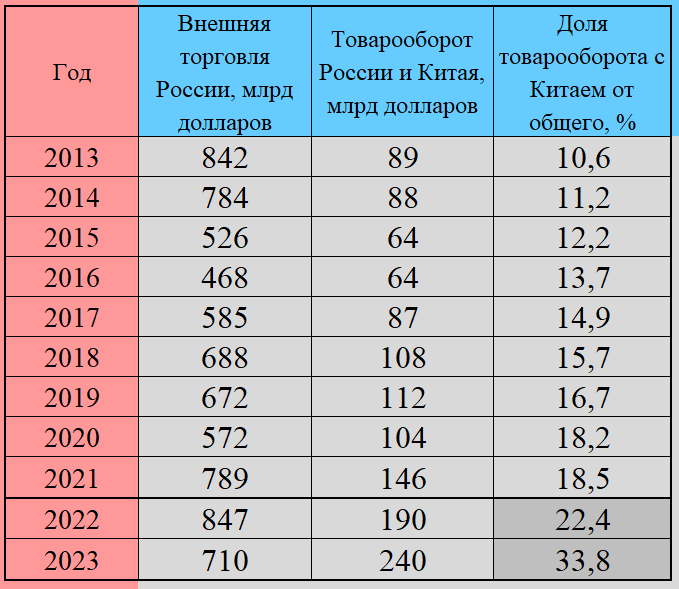 Год
Внешняя
торговля
России, млрд
долларов
Товарооборот
России и Китая,
млрд долларов
Доля
товарооборота с
Китаем от
общего, %
2013 842 89 10,6
2014 784 88 11,2
2015 526 64 12,2
2016 468 64 13,7
2017 585 87 14,9
2018 688 108 15,7
2019 672 112 16,7
2020 572 104 18,2
2021 789 146 18,5
2022 847 190 22,4
2023 710 240 33,8